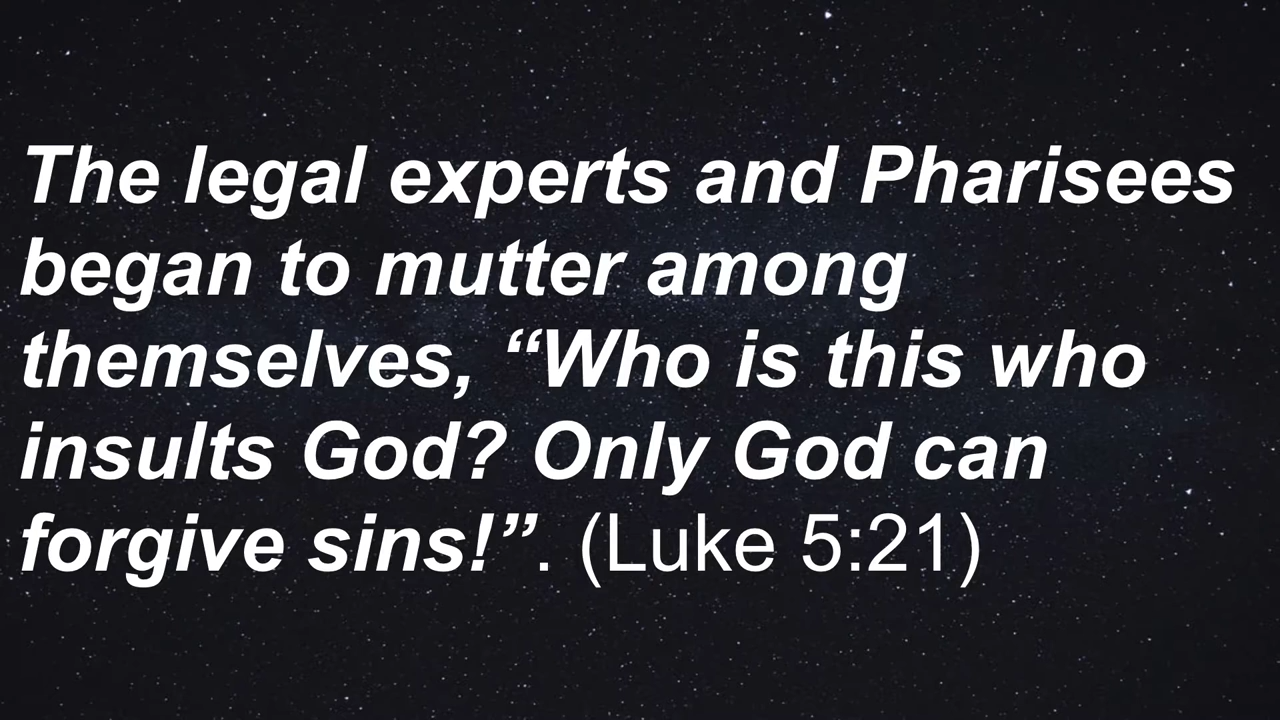 The legal experts and Pharisees
began to mutter among
themselves, “Who is this who
insults God? Only God can
forgive sins!”. (Luke 5:21)